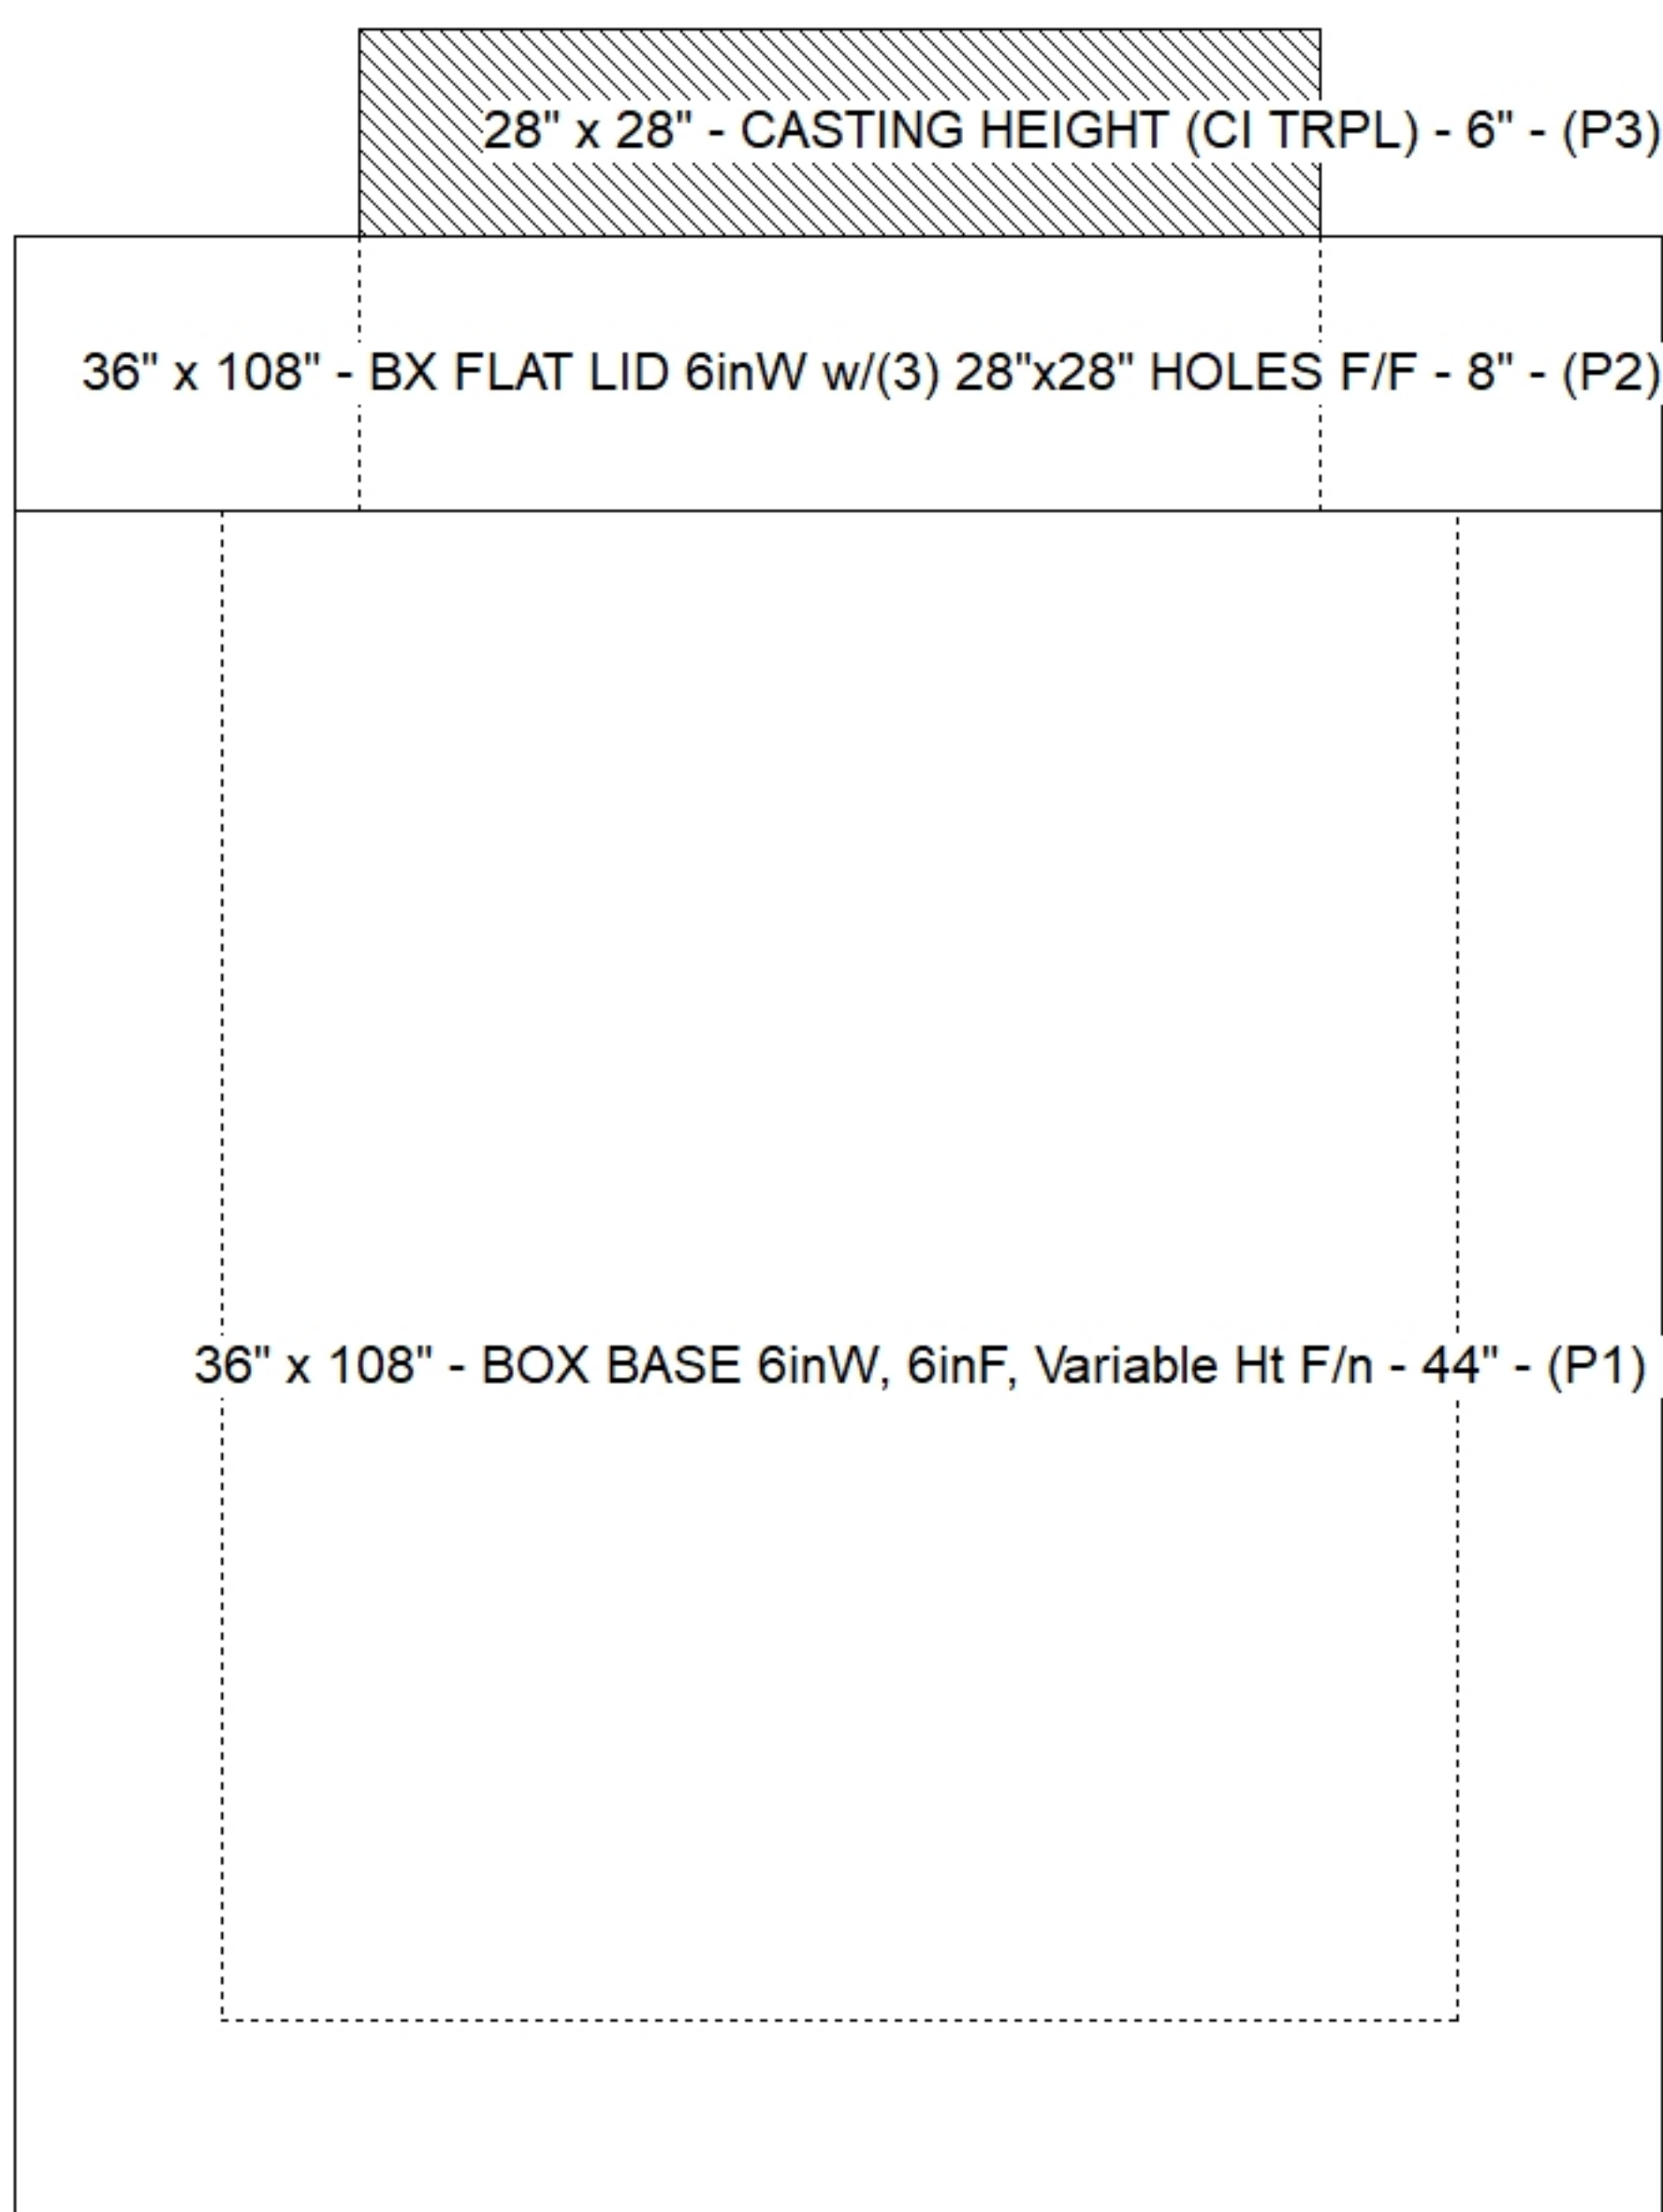 28" x 28" - CASTING HEIGHT (CI TRPL) - 6" - (P3)
36" x 108" - BX FLAT LID 6inW w/(3) 28"x28" HOLES F/F - 8" - (P2)
36" x 108" - BOX BASE 6inW, 6inF, Variable Ht F/n - 44" - (P1)